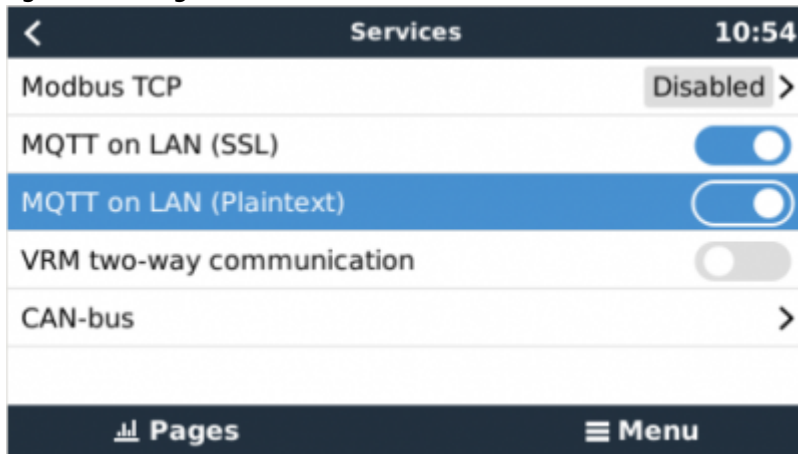 Services 10:54
Modbus TCP Disabled
MQTT on LAN (SSL)
MQTT on LAN (Plaintext)
VRM two-way communication
CAN-bus
Pages Menu